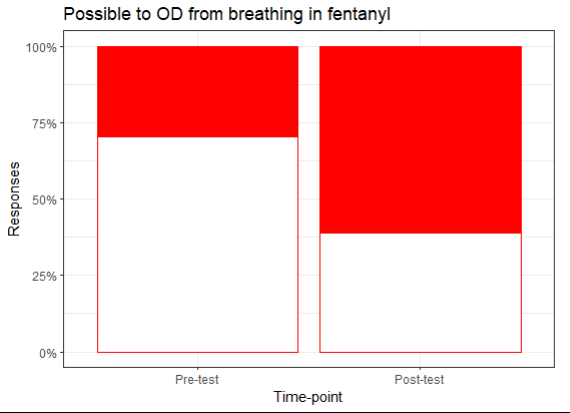 Possible to OD from breathing in fentanyl
100%
75%
50%
25%
0%
Responses
Pre-test Post-test
Time-point